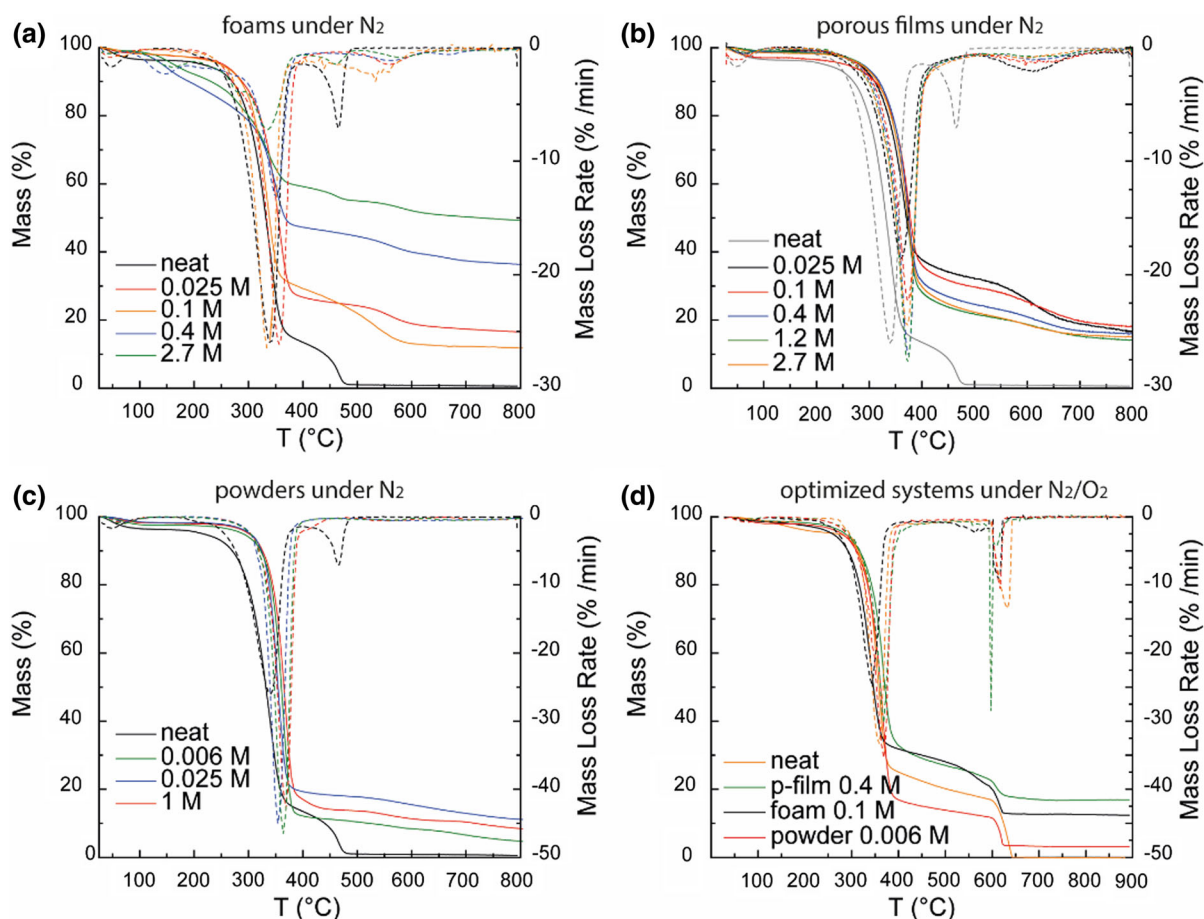 (a) foams under N2
100
80
60
40
20
0
Mass (%)
neat
0.025 M
0.1 M
0.4 M
2.7 M
100 200 300 400 500 600 700 800
T (°C)
0
-10
-20
-30
Mass Loss Rate (% /min)
(b) porous films under N2
100
80
60
40
20
0
Mass (%)
neat
0.025 M
0.1 M
0.4 M
1.2 M
2.7 M
100 200 300 400 500 600 700 800
T (°C)
0
-10
-20
-30
Mass Loss Rate (% /min)
(c) powders under N2
100
80
60
40
20
0
Mass (%)
neat
0.006 M
0.025 M
1 M
100 200 300 400 500 600 700 800
T (°C)
0
-10
-20
-30
-40
-50
Mass Loss Rate (% /min)
(d) optimized systems under N2/O2
100
80
60
40
20
0
Mass (%)
neat
p-film 0.4 M
foam 0.1 M
powder 0.006 M
100 200 300 400 500 600 700 800 900
T (°C)
0
-10
-20
-30
-40
-50
Mass Loss Rate (% /min)